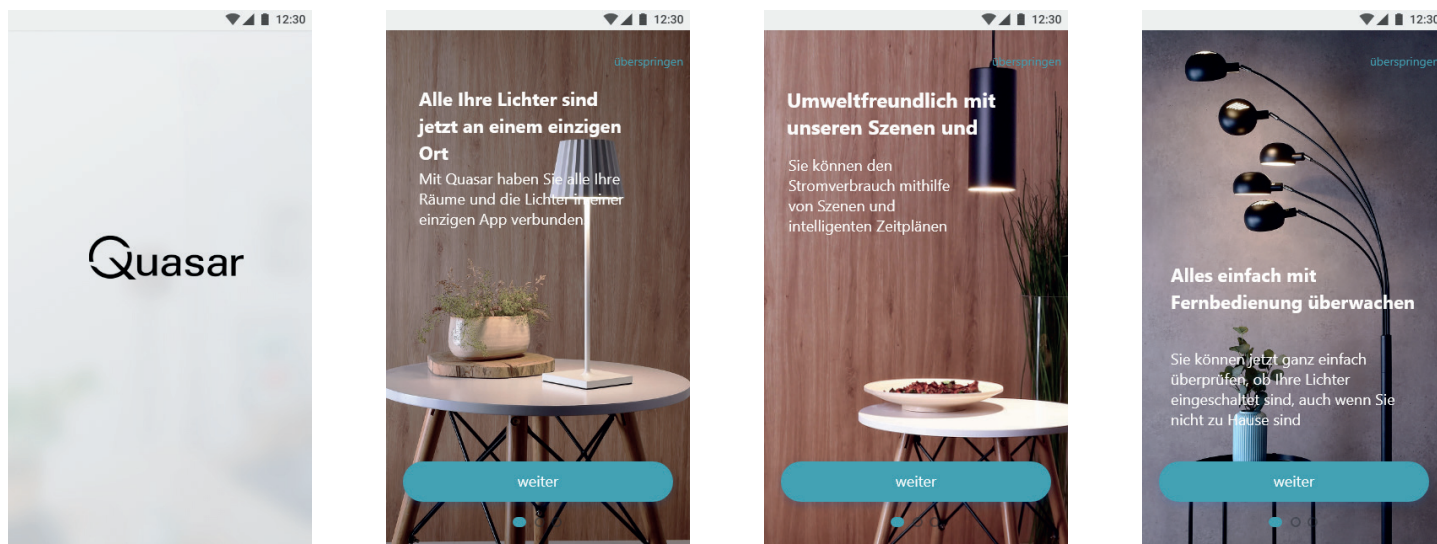 12:30
Quasar
12:30
überspringen
Alle Ihre Lichter sind
jetzt an einem einzigen
Ort
Mit Quasar haben Sie alle Ihre
Räume und die Lichter in einer
einzigen App verbunden
weiter
12:30
überspringen
Umweltfreundlich mit
unseren Szenen und
Sie können den
Stromverbrauch mithilfe
von Szenen und
intelligenten Zeitplänen
weiter
12:30
überspringen
Alles einfach mit
Fernbedienung überwachen
Sie können jetzt ganz einfach
überprüfen, ob Ihre Lichter
eingeschaltet sind, auch wenn Sie
nicht zu Hause sind
weiter